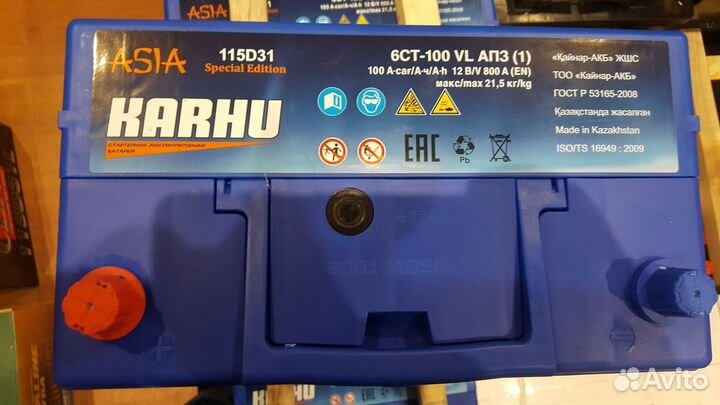 ASIA
115D31
Special Edition
KARHU
СТАРТЕРНАЯ АККУМУЛЯТОРНАЯ
БАТАРЕЯ
6СТ-100 VL АПЗ (1)
100 А-сағ/А-ч/A-h 12 В/V 800 А (EN)
макс/max 21,5 кг/kg
Pb
EAC
«Қайнар-АКБ» ЖШС
ТОО «Кайнар-АКБ»
ГОСТ Р 53165-2008
Қазақстанда жасалған
Made in Kazakhstan
ISO/TS 16949 : 2009
ASIA
+
-
Avito